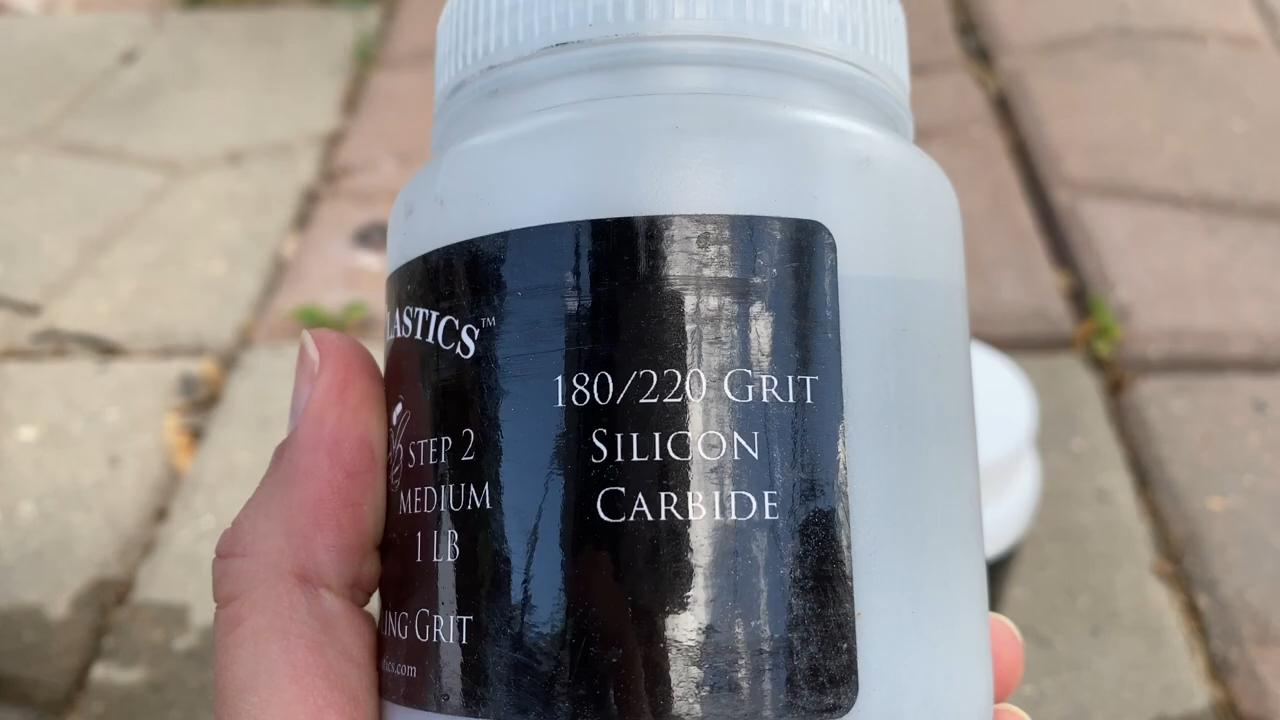 LASTICS™
STEP 2
MEDIUM
1 LB
ING GRIT
tics.com
180/220 GRIT
SILICON
CARBIDE